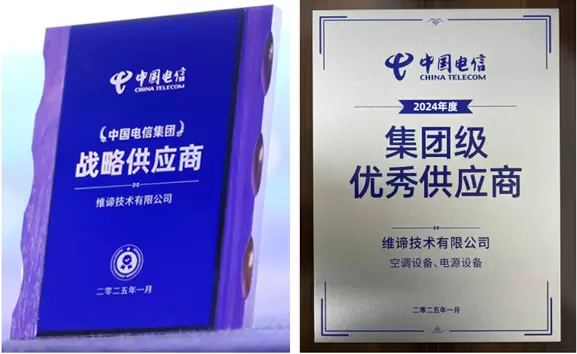 中国电信
CHINA TELECOM
中国电信集团
战略供应商
维谛技术有限公司
二零二五年一月
中国电信
CHINA TELECOM
2024年度
集团级
优秀供应商
维谛技术有限公司
空调设备、电源设备
二零二五年一月